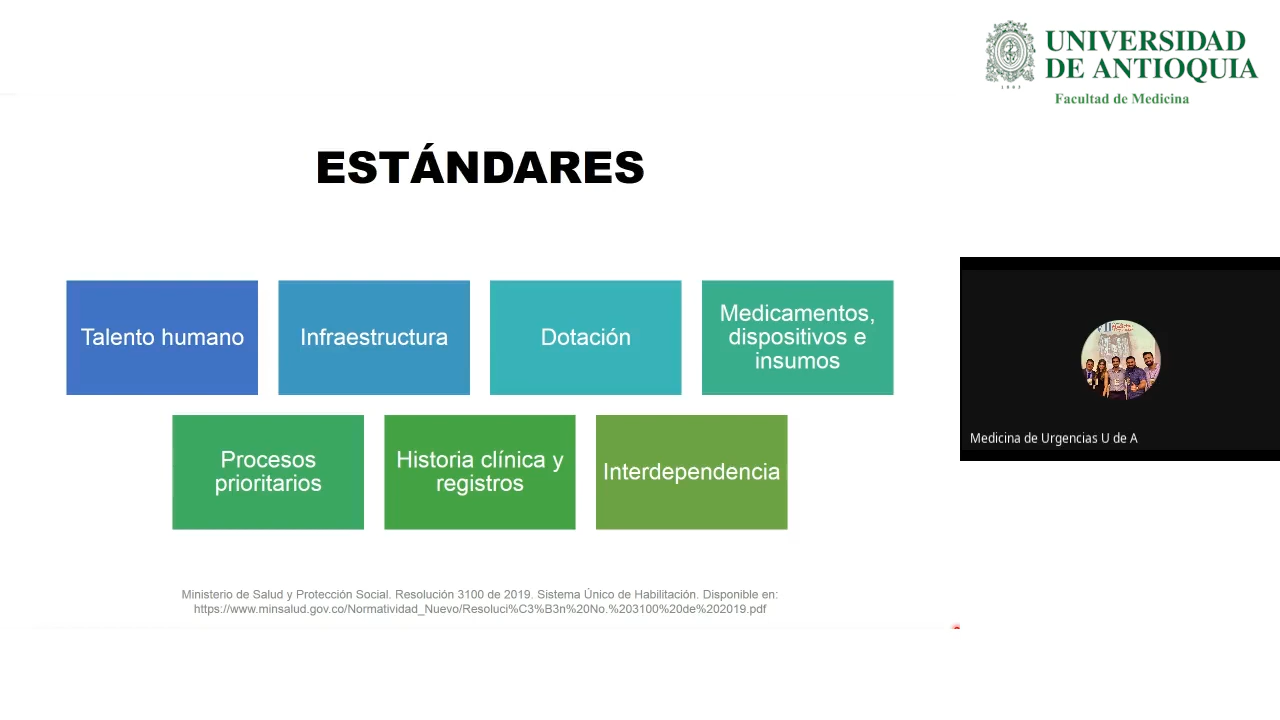 UNIVERSIDAD
DE ANTIOQUIA
1803
Facultad de Medicina
ESTÁNDARES
Talento humano
Infraestructura
Dotación
Medicamentos,
dispositivos e
insumos
Procesos
prioritarios
Historia clínica y
registros
Interdependencia
Medicina de Urgencias U de A
Ministerio de Salud y Protección Social. Resolución 3100 de 2019. Sistema Único de Habilitación. Disponible en:
https://www.minsalud.gov.co/Normatividad_Nuevo/Resoluci%C3%B3n%20No.%203100%20de%202019.pdf